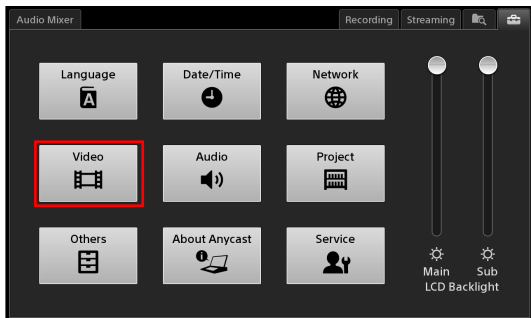 Audio Mixer
Recording
Streaming
Language
Date/Time
Network
Video
Audio
Project
Others
About Anycast
Service
Main
Sub
LCD Backlight